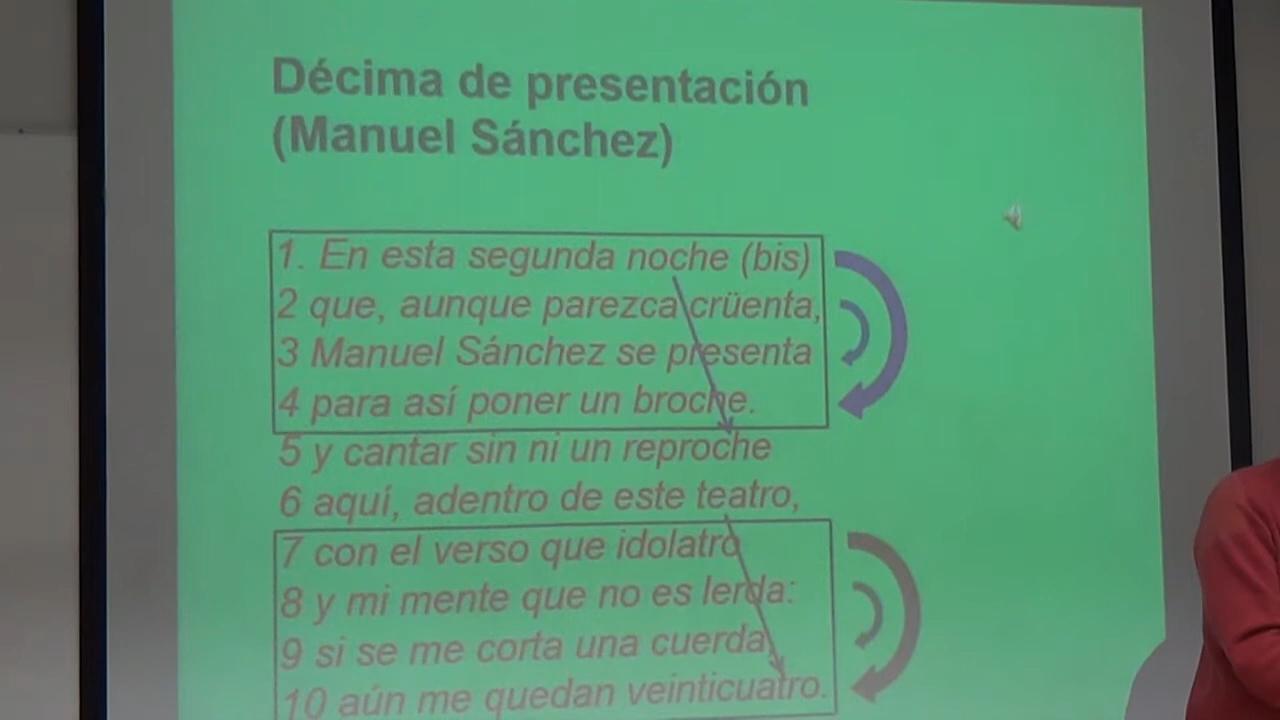 Décima de presentación
(Manuel Sánchez)
1. En esta segunda noche (bis)
2 que, aunque parezca crüenta,
3 Manuel Sánchez se presenta
4 para así poner un broche.
5 y cantar sin ni un reproche
6 aquí, adentro de este teatro,
7 con el verso que idolatro
8 y mi mente que no es lerda:
9 si se me corta una cuerda,
10 aún me quedan veinticuatro.